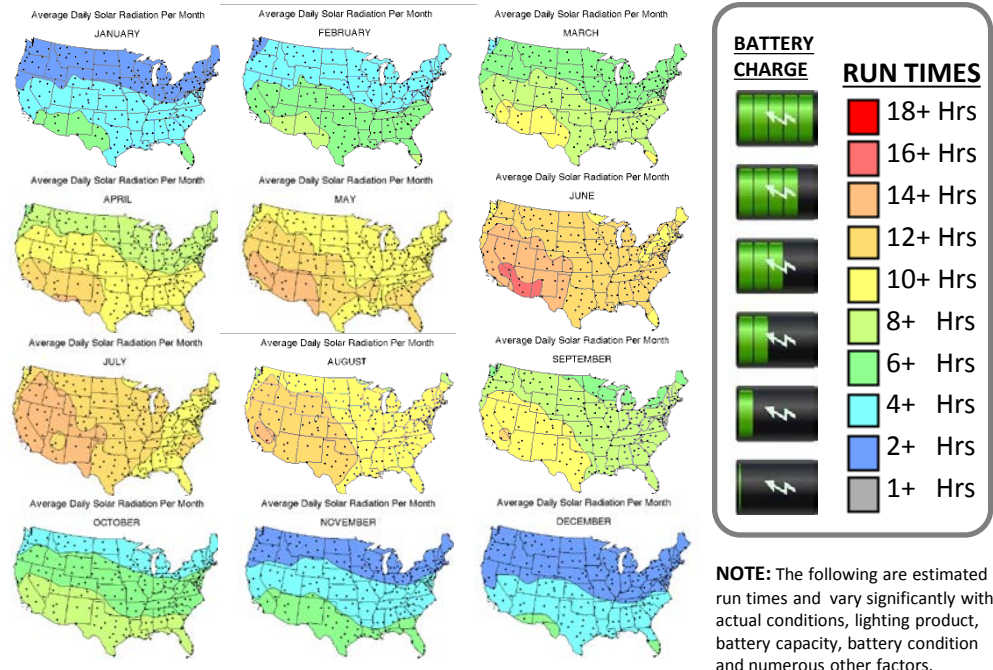 Average Daily Solar Radiation Per Month
JANUARY
Average Daily Solar Radiation Per Month
FEBRUARY
Average Daily Solar Radiation Per Month
MARCH
Average Daily Solar Radiation Per Month
APRIL
Average Daily Solar Radiation Per Month
MAY
Average Daily Solar Radiation Per Month
JUNE
Average Daily Solar Radiation Per Month
JULY
Average Daily Solar Radiation Per Month
AUGUST
Average Daily Solar Radiation Per Month
SEPTEMBER
Average Daily Solar Radiation Per Month
OCTOBER
Average Daily Solar Radiation Per Month
NOVEMBER
Average Daily Solar Radiation Per Month
DECEMBER
BATTERY
CHARGE
RUN TIMES
18+ Hrs
16+ Hrs
14+ Hrs
12+ Hrs
10+ Hrs
8+ Hrs
6+ Hrs
4+ Hrs
2+ Hrs
1+ Hrs
NOTE: The following are estimated
run times and vary significantly with
actual conditions, lighting product,
battery capacity, battery condition
and numerous other factors.